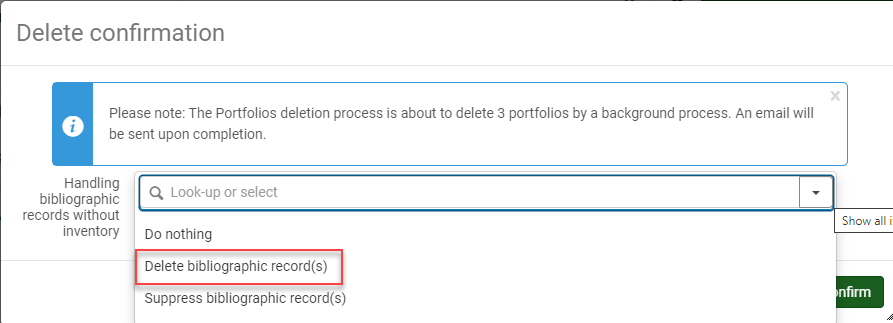 Delete confirmation
Please note: The Portfolios deletion process is about to delete 3 portfolios by a background process. An email will
be sent upon completion.
Handling
bibliographic
records without
inventory
Look-up or select
Show all i
Do nothing
Delete bibliographic record(s)
Suppress bibliographic record(s)
onfirm